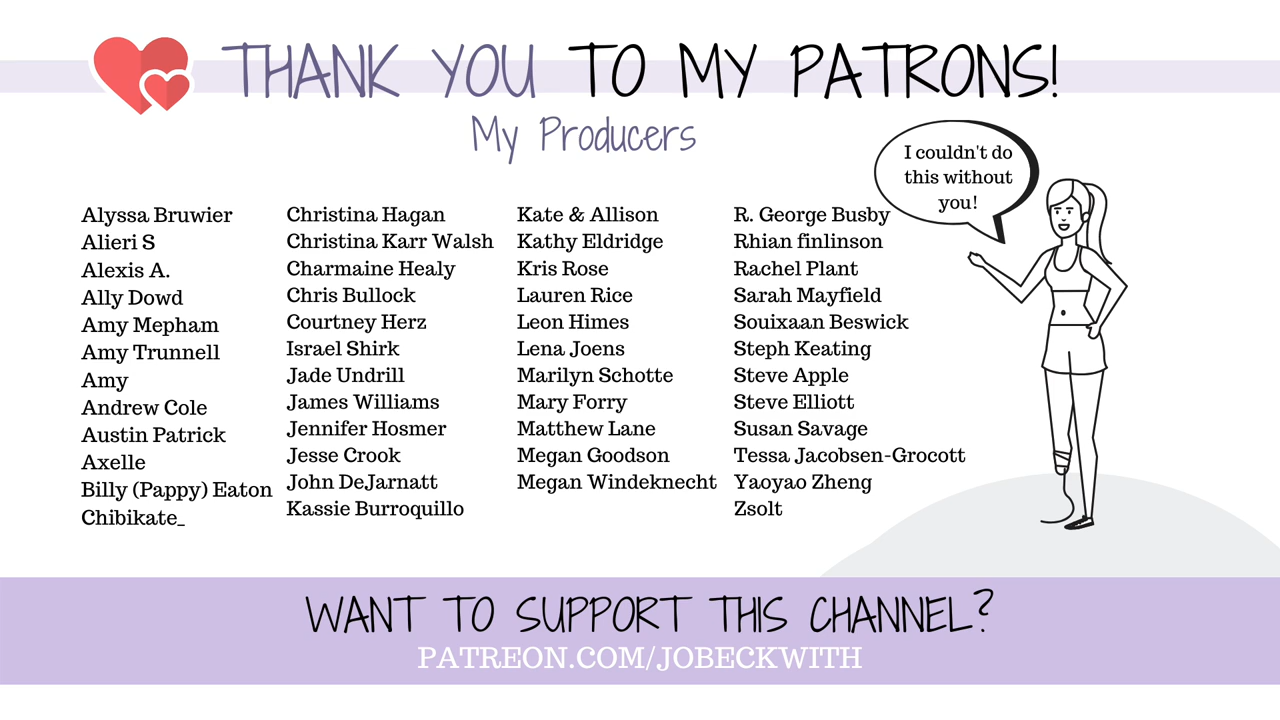 THANK YOU TO MY PATRONS!
My Producers
I couldn't do
this without
you!
Alyssa Bruwier
Alieri S
Alexis A.
Ally Dowd
Amy Mepham
Amy Trunnell
Amy
Andrew Cole
Austin Patrick
Axelle
Billy (Pappy) Eaton
Chibikate_
Christina Hagan
Christina Karr Walsh
Charmaine Healy
Chris Bullock
Courtney Herz
Israel Shirk
Jade Undrill
James Williams
Jennifer Hosmer
Jesse Crook
John DeJarnatt
Kassie Burroquillo
Kate & Allison
Kathy Eldridge
Kris Rose
Lauren Rice
Leon Himes
Lena Joens
Marilyn Schotte
Mary Forry
Matthew Lane
Megan Goodson
Megan Windeknecht
R. George Busby
Rhian finlinson
Rachel Plant
Sarah Mayfield
Souixaan Beswick
Steph Keating
Steve Apple
Steve Elliott
Susan Savage
Tessa Jacobsen-Grocott
Yaoyao Zheng
Zsolt
WANT TO SUPPORT THIS CHANNEL?
PATREON.COM/JOBECKWITH